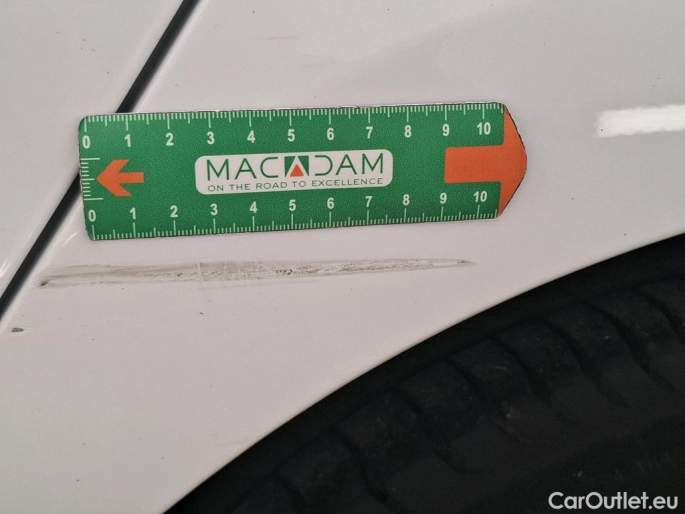 0 1 2 3 4 5 6 7 8 9 10
MACADAM
ON THE ROAD TO EXCELLENCE
0 1 2 3 4 5 6 7 8 9 10
CarOutlet.eu